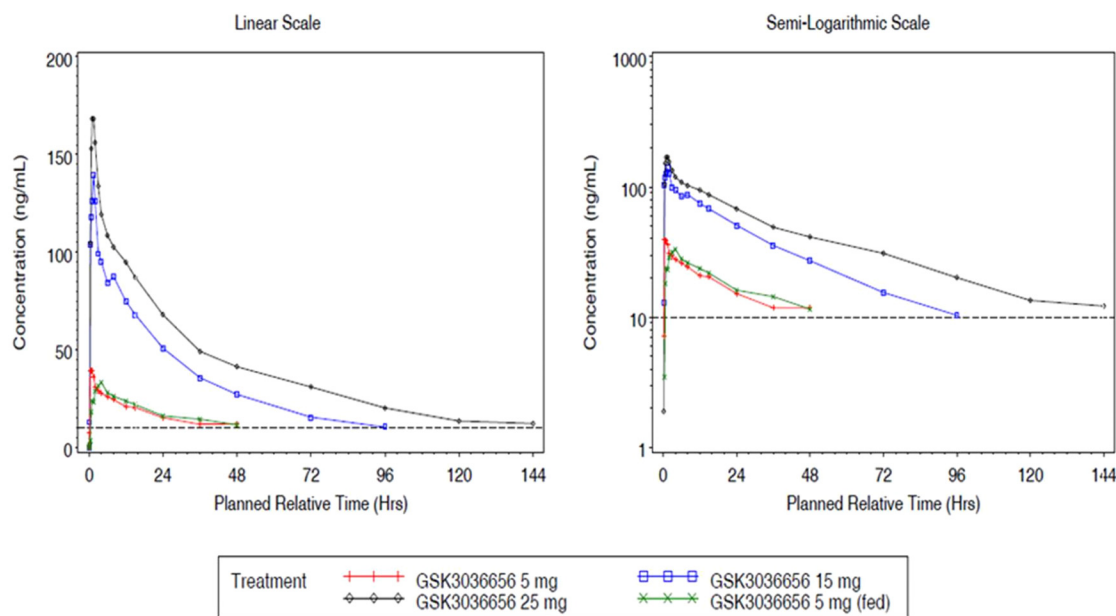 Linear Scale
Semi-Logarithmic Scale
200
150
100
50
0
Concentration (ng/mL)
0 24 48 72 96 120 144
Planned Relative Time (Hrs)
1000
100
10
1
Concentration (ng/mL)
0 24 48 72 96 120 144
Planned Relative Time (Hrs)
Treatment
GSK3036656 5 mg
GSK3036656 15 mg
GSK3036656 25 mg
GSK3036656 5 mg (fed)